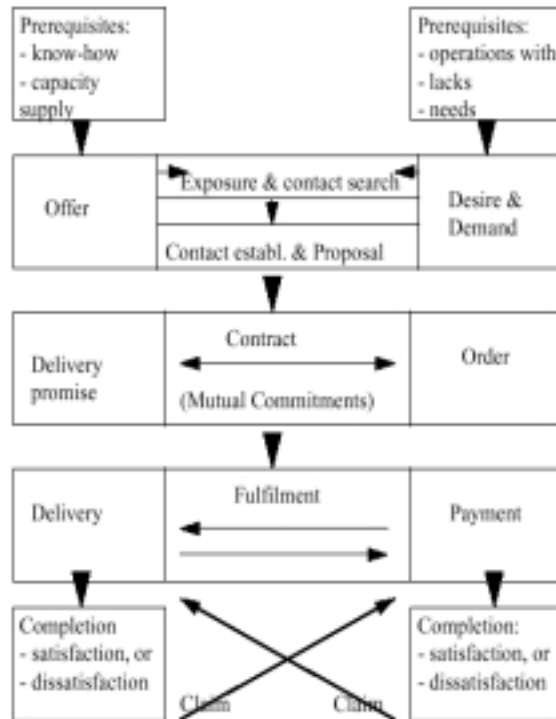 Prerequisites:
- know-how
- capacity
supply
Prerequisites:
- operations with
- lacks
- needs
Offer
Exposure & contact search
Contact establ. & Proposal
Desire &
Demand
Delivery
promise
Contract
(Mutual Commitments)
Order
Delivery
Fulfilment
Payment
Completion
- satisfaction, or
- dissatisfaction
Claim
Claim
Completion:
- satisfaction, or
- dissatisfaction